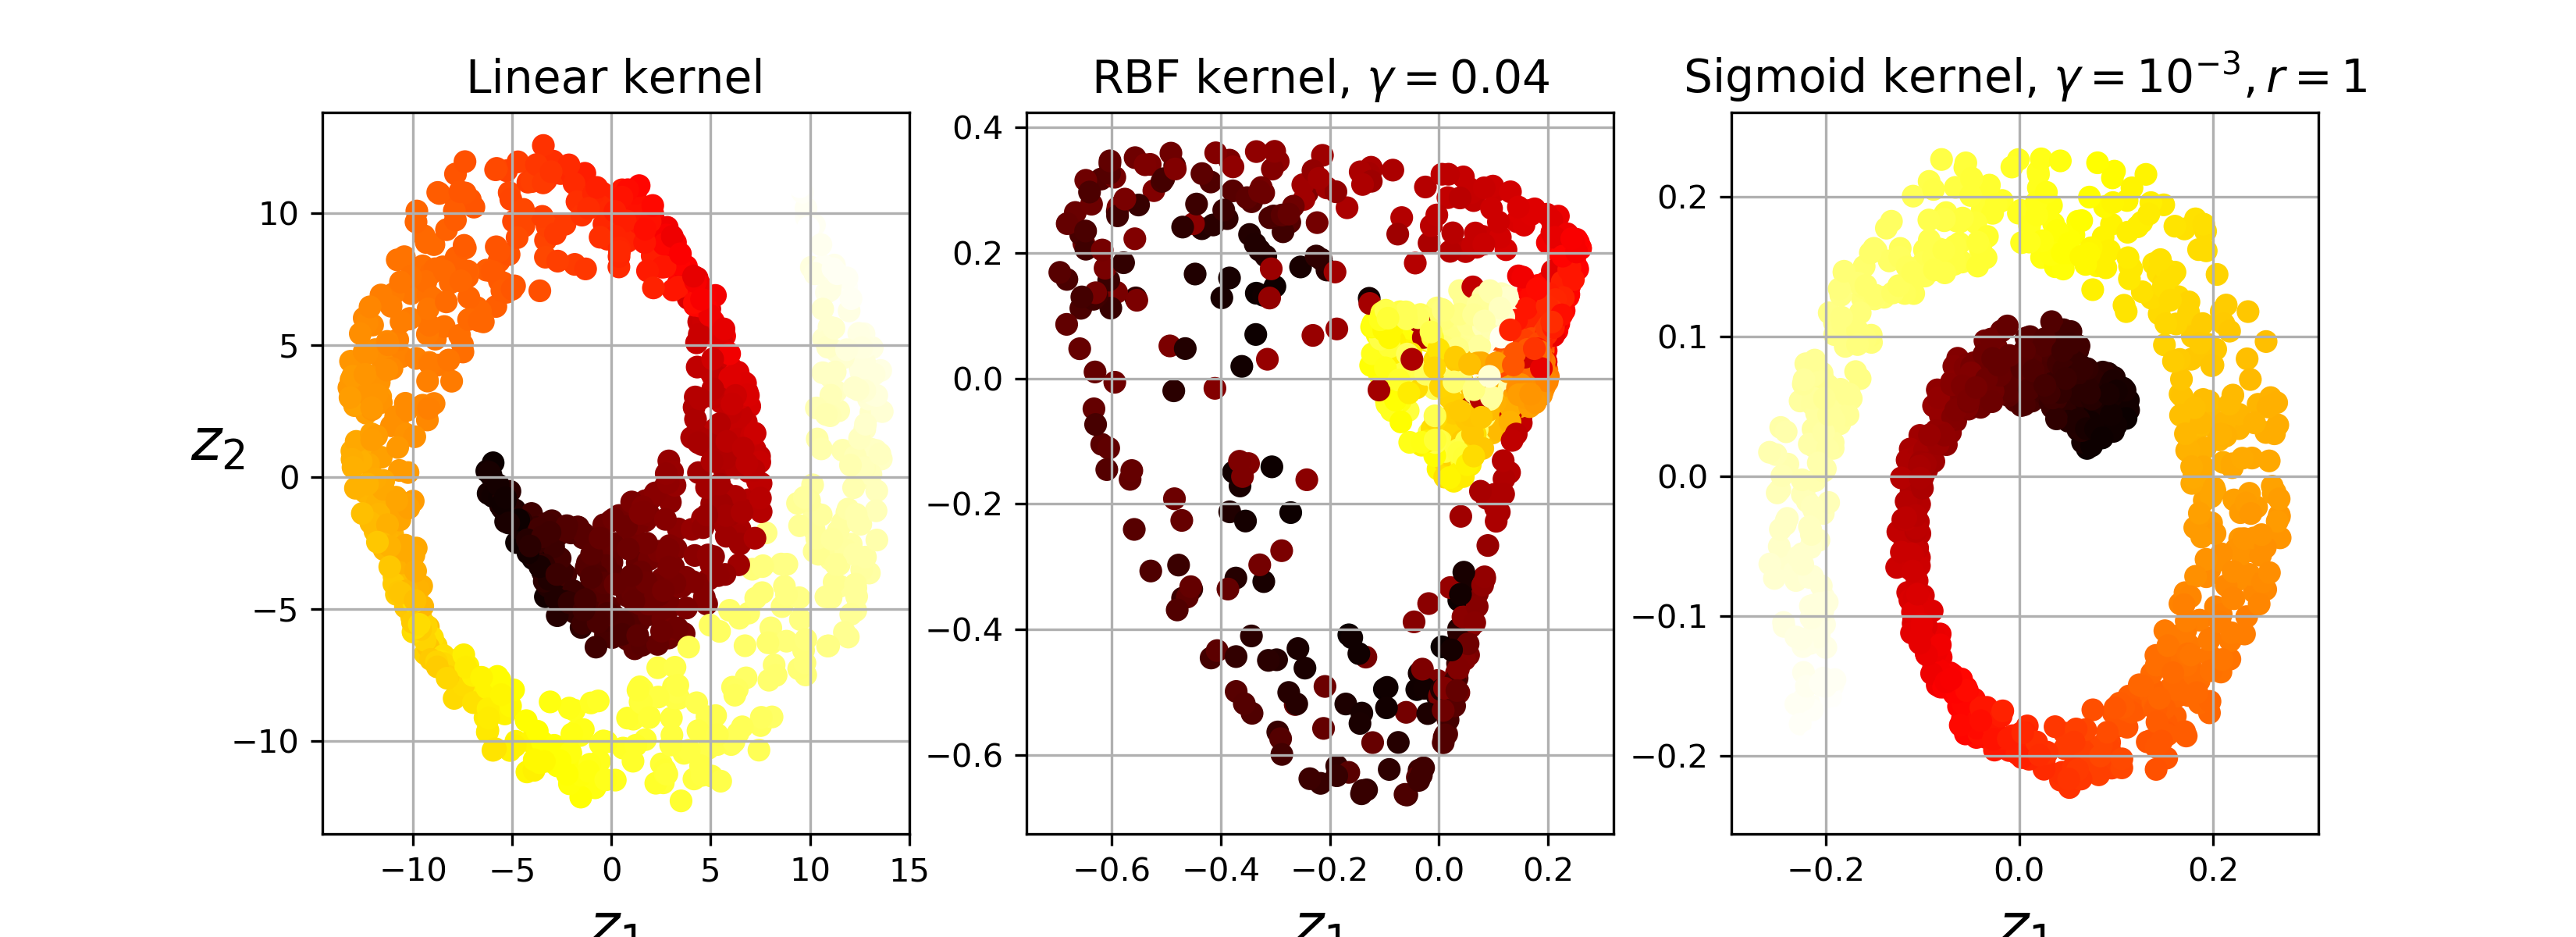 Linear kernel
10
5
0
−5
−10
z₂
−10 −5 0 5 10 15
z₁
RBF kernel, γ = 0.04
0.4
0.2
0.0
−0.2
−0.4
−0.6
−0.6 −0.4 −0.2 0.0 0.2
z₁
Sigmoid kernel, γ = 10⁻³, r = 1
0.2
0.1
0.0
−0.1
−0.2
−0.2 0.0 0.2
z₁